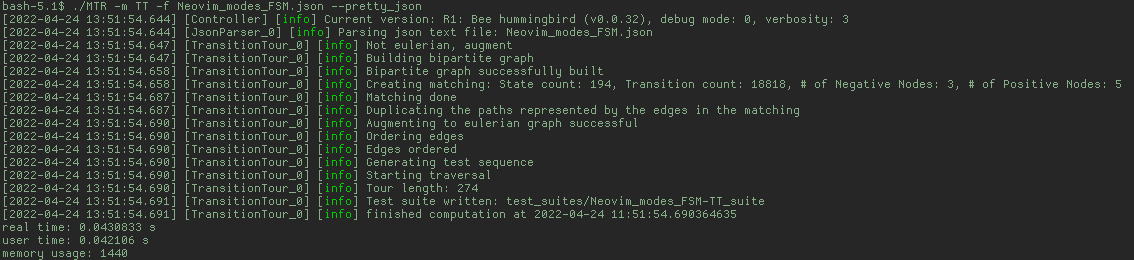 bash-5.1$ ./MTR -m TT -f Neovim_modes_FSM.json --pretty_json
[2022-04-24 13:51:54.644] [Controller] [info] Current version: R1: Bee hummingbird (v0.0.32), debug mode: 0, verbosity: 3
[2022-04-24 13:51:54.644] [JsonParser_0] [info] Parsing json text file: Neovim_modes_FSM.json
[2022-04-24 13:51:54.647] [TransitionTour_0] [info] Not eulerian, augment
[2022-04-24 13:51:54.647] [TransitionTour_0] [info] Building bipartite graph
[2022-04-24 13:51:54.658] [TransitionTour_0] [info] Bipartite graph successfully built
[2022-04-24 13:51:54.658] [TransitionTour_0] [info] Creating matching: State count: 194, Transition count: 18818, # of Negative Nodes: 3, # of Positive Nodes: 5
[2022-04-24 13:51:54.687] [TransitionTour_0] [info] Matching done
[2022-04-24 13:51:54.687] [TransitionTour_0] [info] Duplicating the paths represented by the edges in the matching
[2022-04-24 13:51:54.690] [TransitionTour_0] [info] Augmenting to eulerian graph successful
[2022-04-24 13:51:54.690] [TransitionTour_0] [info] Ordering edges
[2022-04-24 13:51:54.690] [TransitionTour_0] [info] Edges ordered
[2022-04-24 13:51:54.690] [TransitionTour_0] [info] Generating test sequence
[2022-04-24 13:51:54.690] [TransitionTour_0] [info] Starting traversal
[2022-04-24 13:51:54.690] [TransitionTour_0] [info] Tour length: 274
[2022-04-24 13:51:54.691] [TransitionTour_0] [info] Test suite written: test_suites/Neovim_modes_FSM-TT_suite
[2022-04-24 13:51:54.691] [TransitionTour_0] [info] finished computation at 2022-04-24 11:51:54.690364635
real time: 0.0430833 s
user time: 0.042106 s
memory usage: 1440